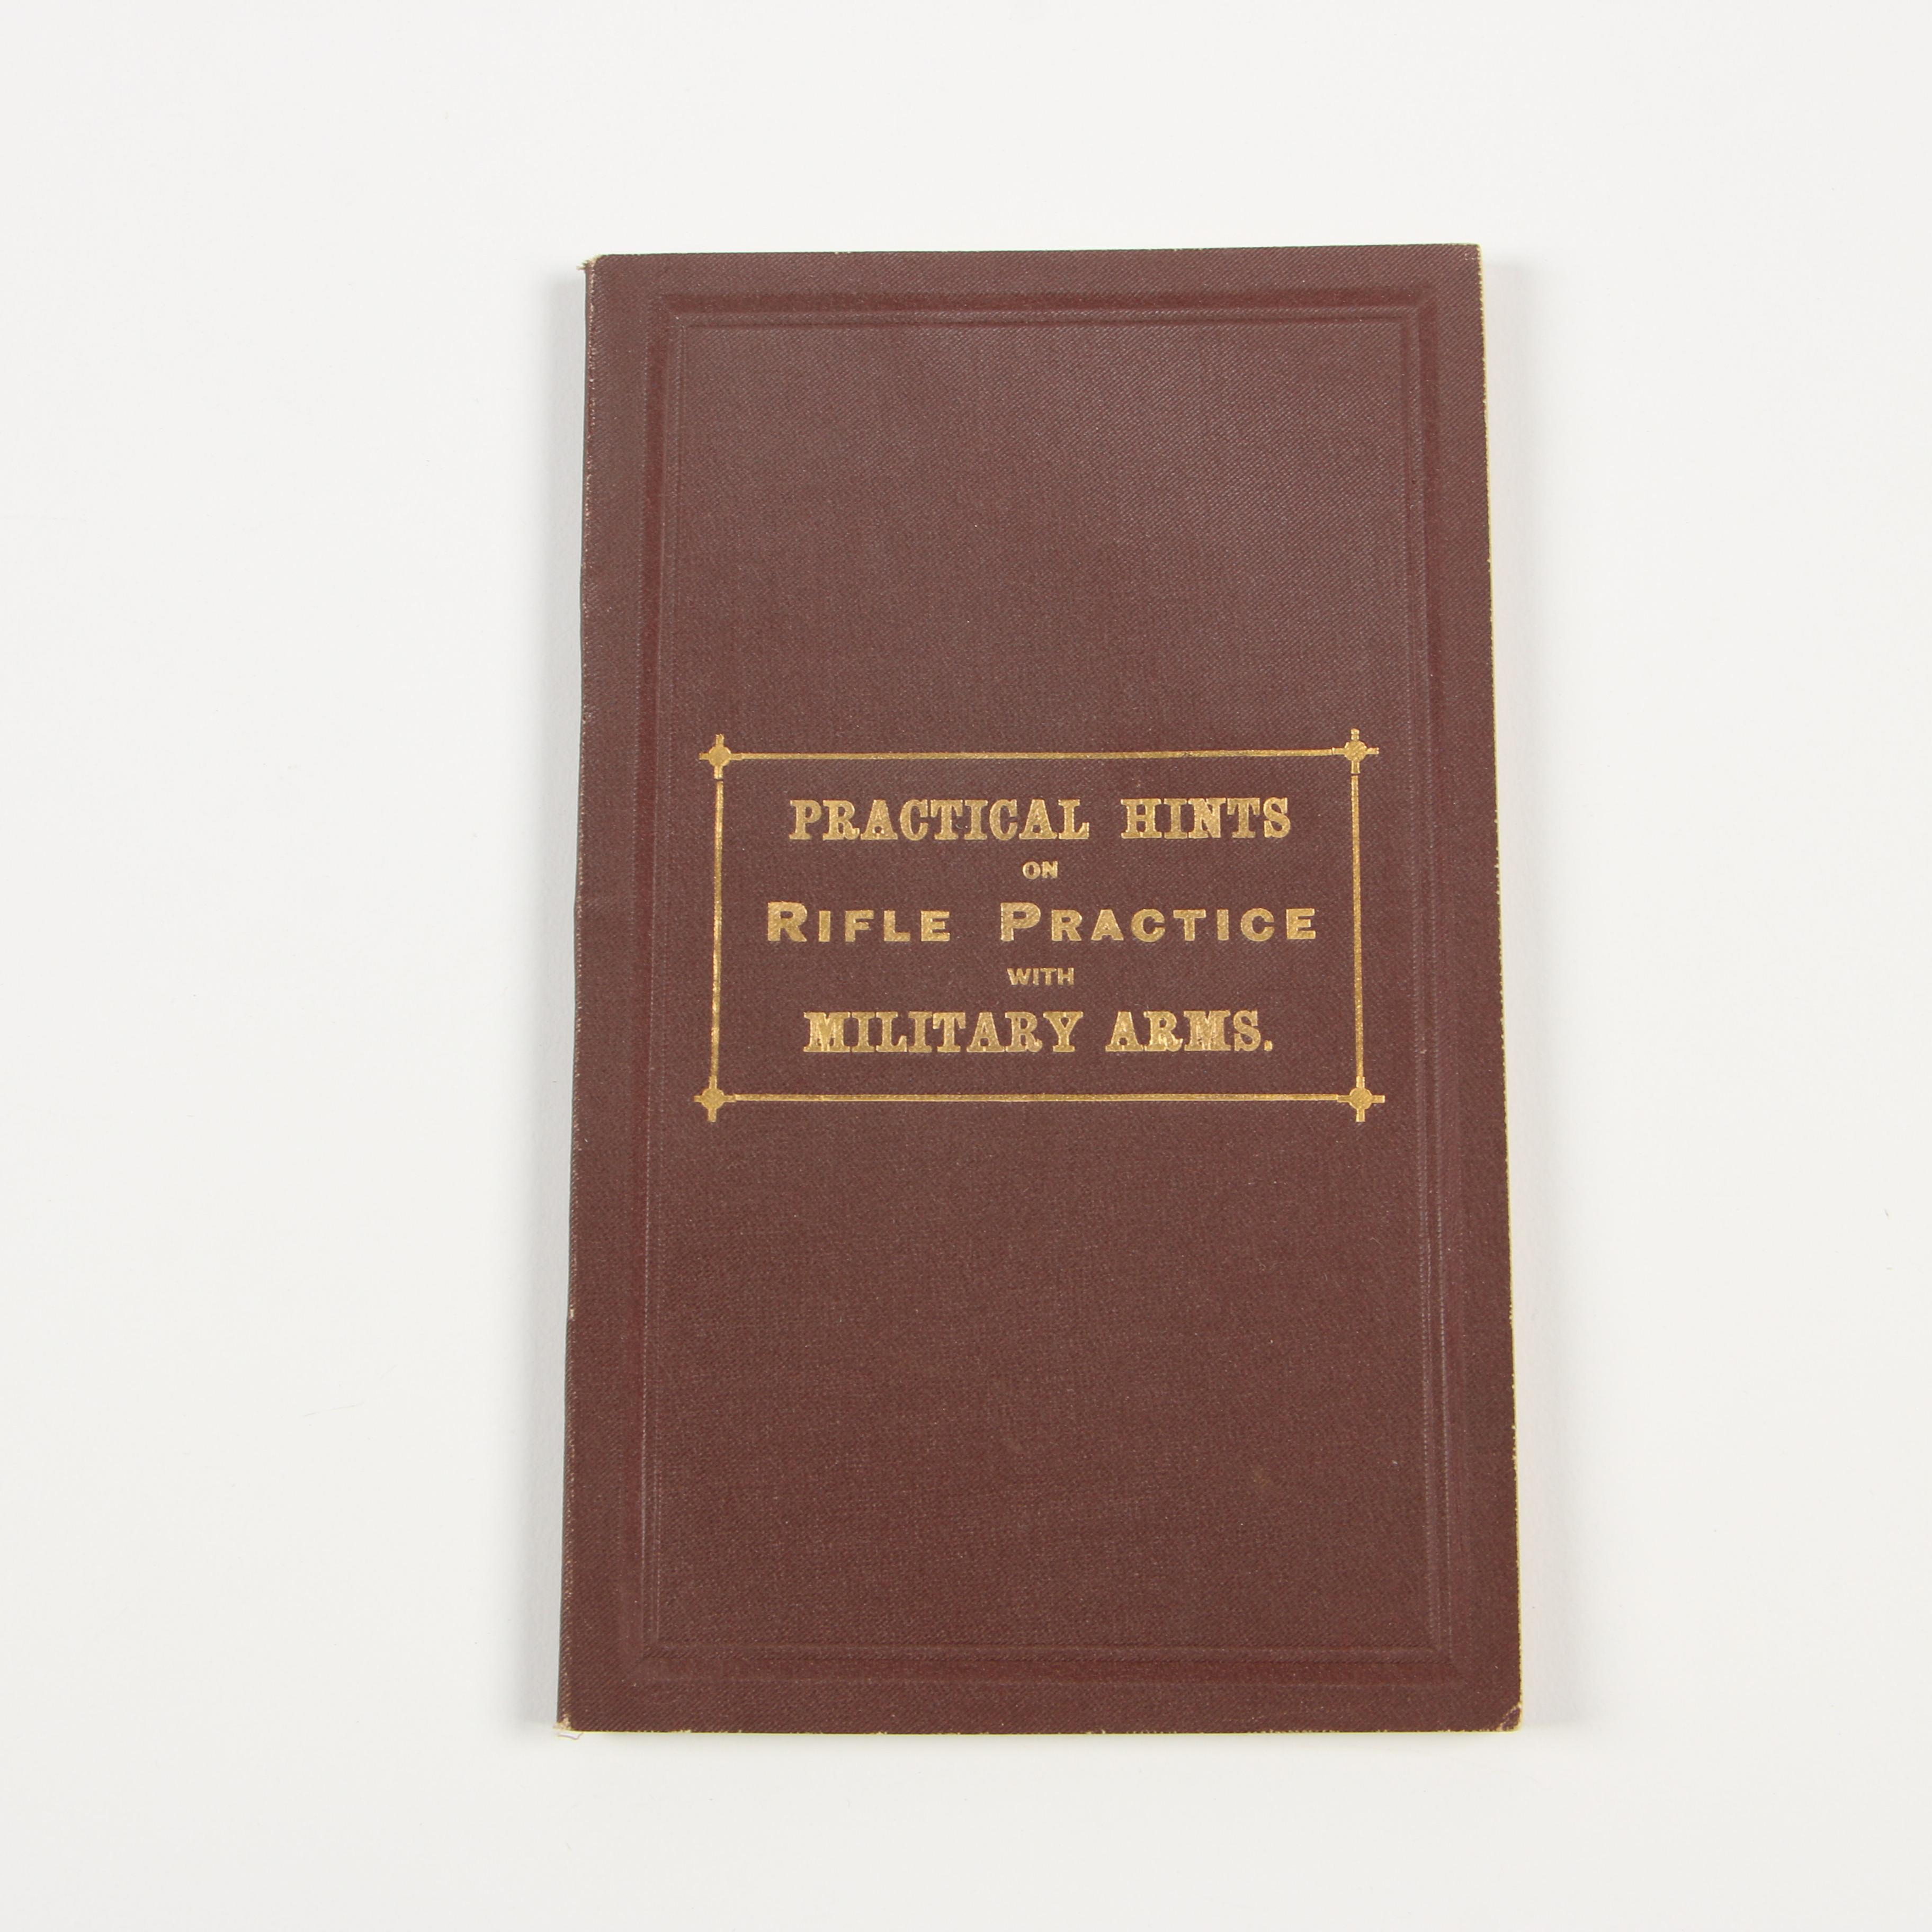 PRACTICAL HINTS
ON
RIFLE PRACTICE
WITH
MILITARY ARMS.